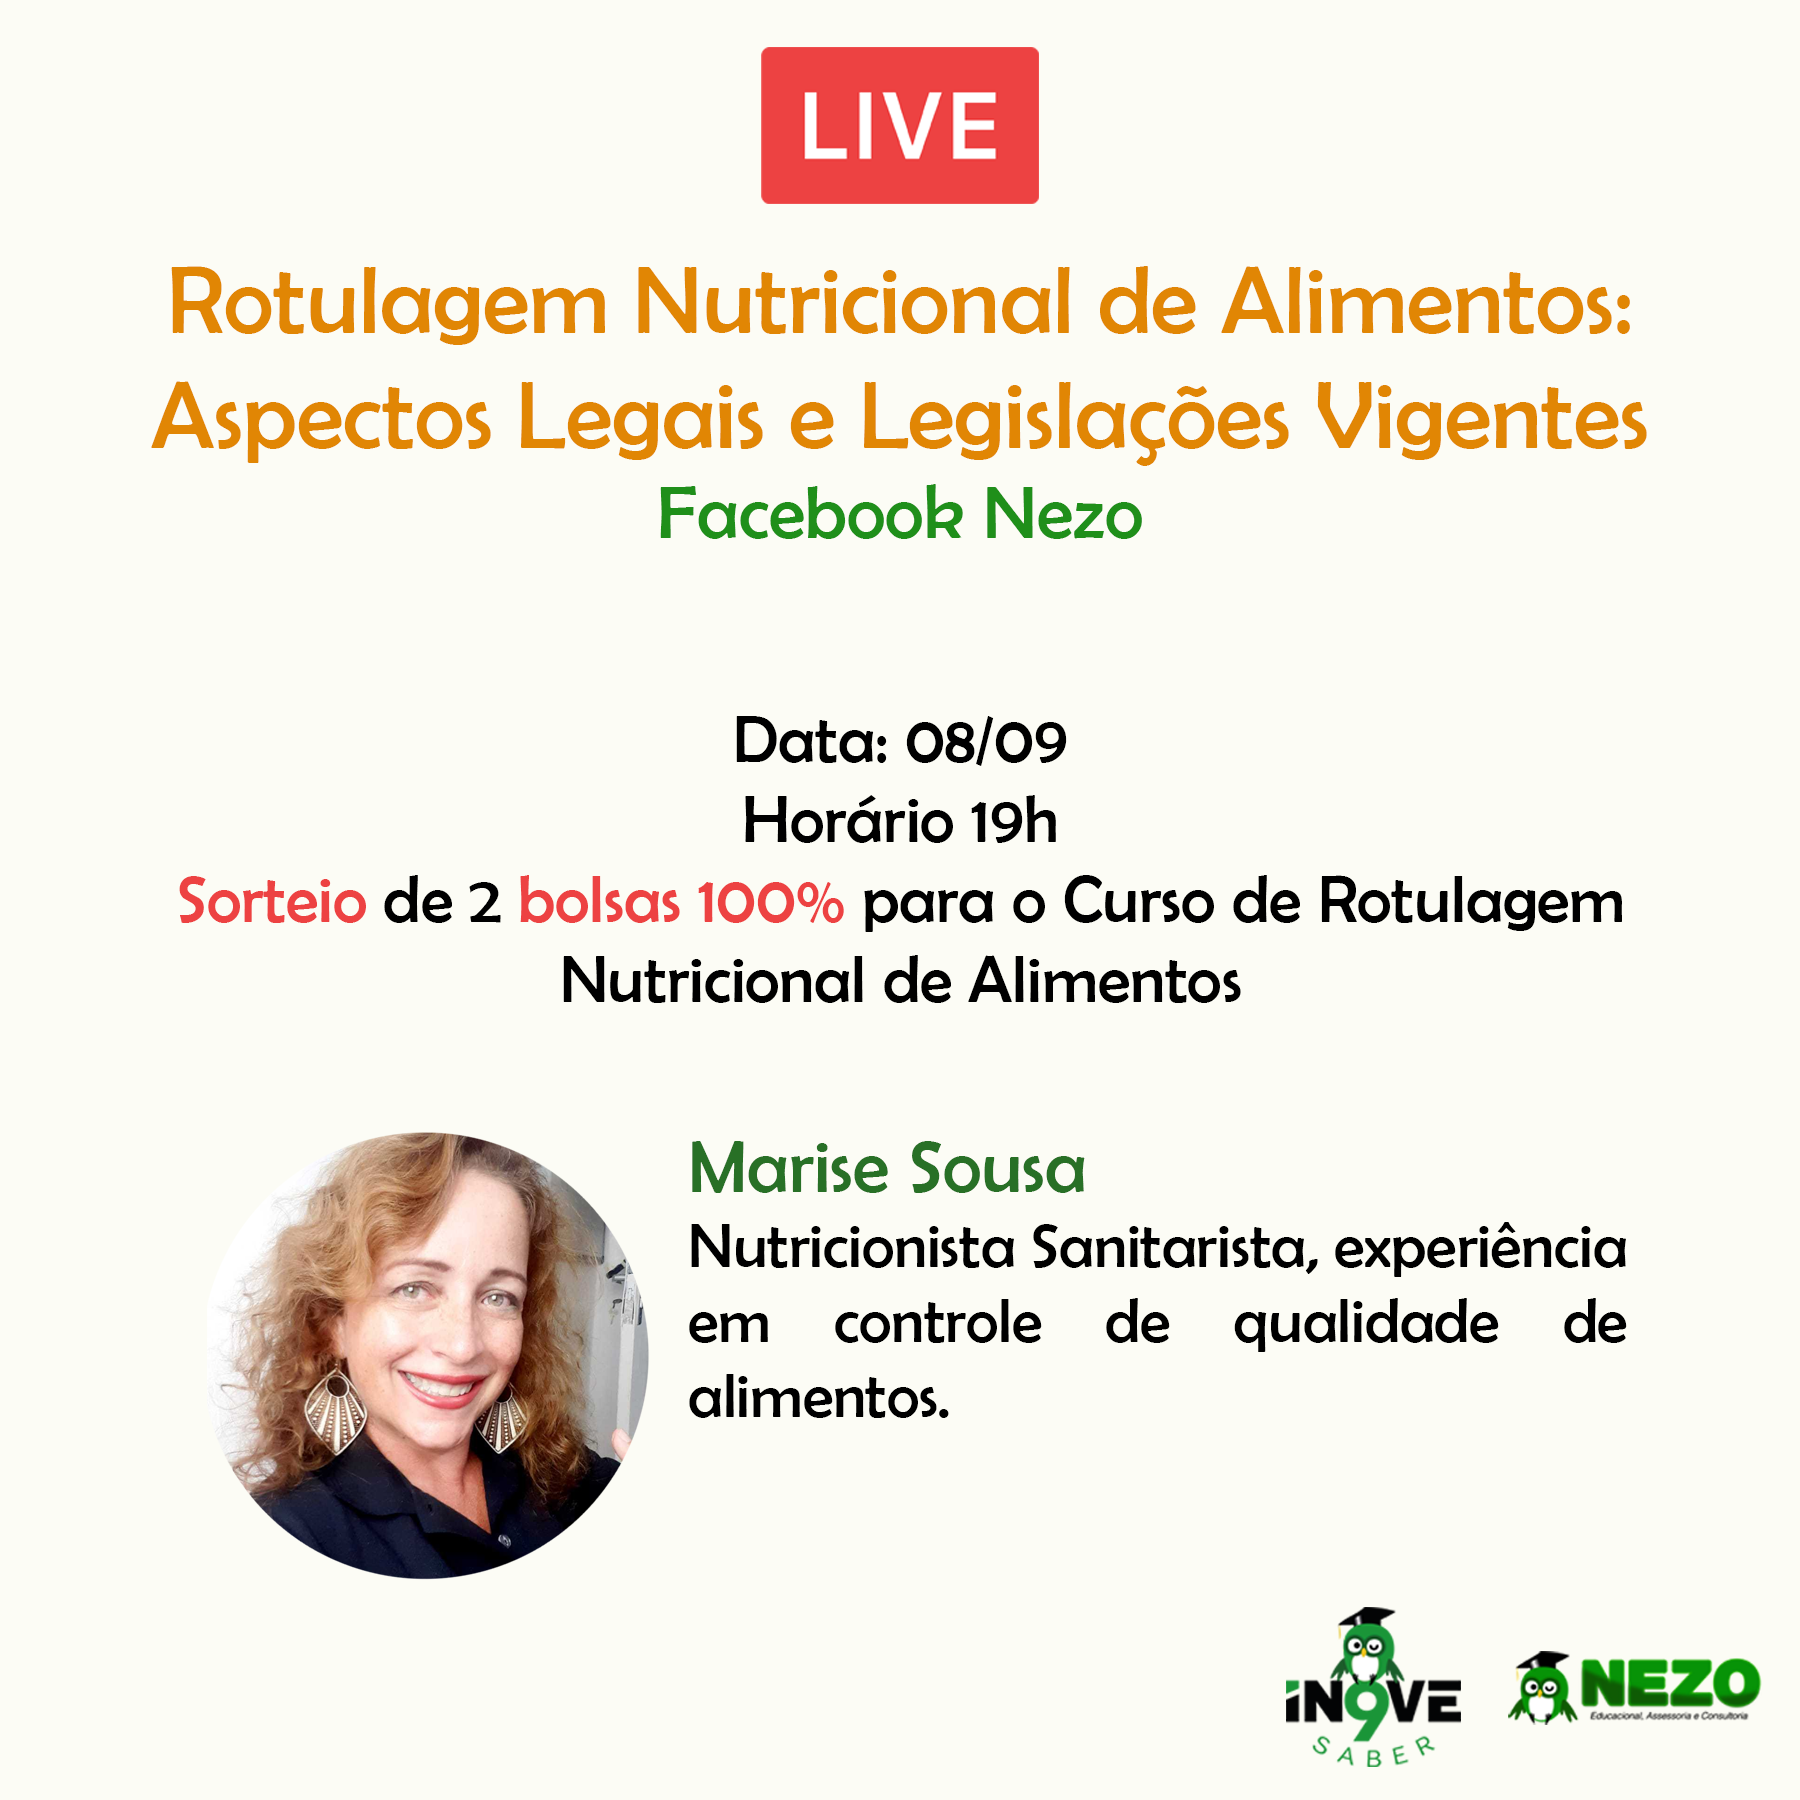 LIVE
Rotulagem Nutricional de Alimentos:
Aspectos Legais e Legislações Vigentes
Facebook Nezo
Data: 08/09
Horário 19h
Sorteio de 2 bolsas 100% para o Curso de Rotulagem
Nutricional de Alimentos
Marise Sousa
Nutricionista Sanitarista, experiência
em controle de qualidade de
alimentos.
iN9VE
SABER
NEZO
Educacional, Assessoria e Consultoria